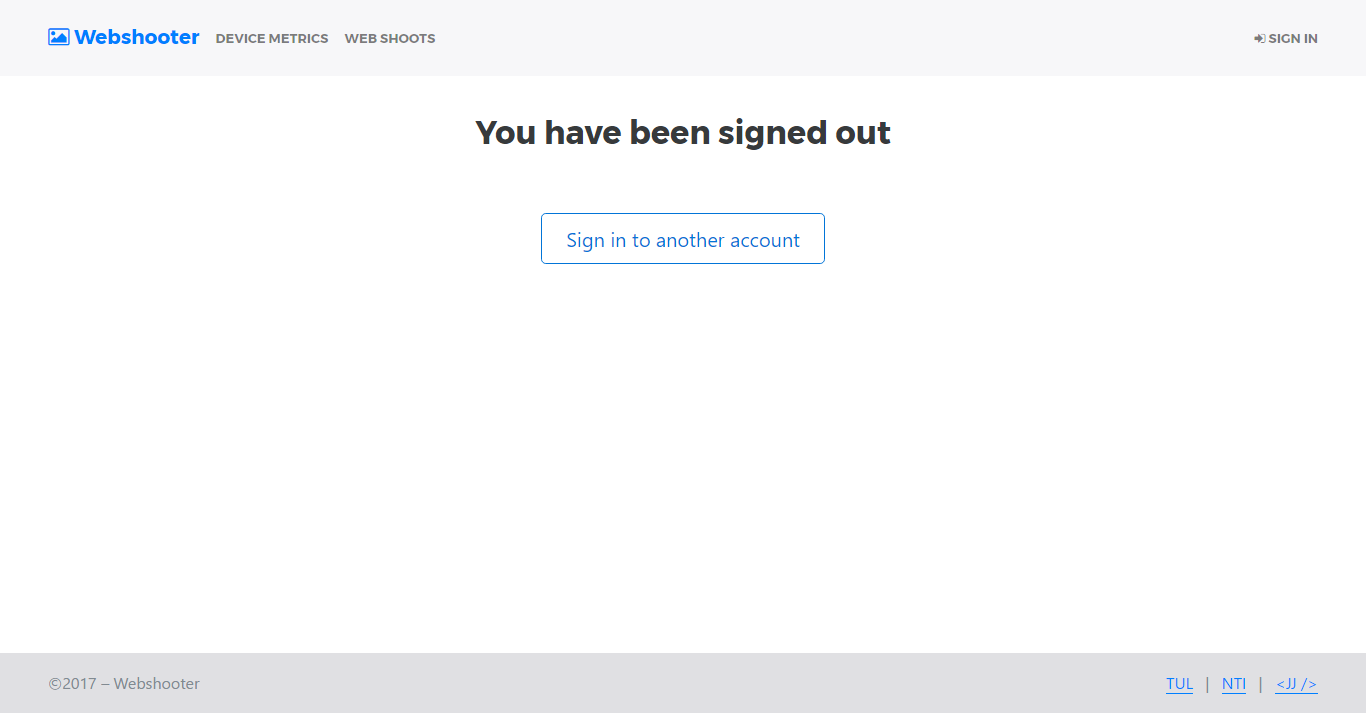 Webshooter DEVICE METRICS WEB SHOOTS SIGN IN
You have been signed out
Sign in to another account
©2017 – Webshooter TUL | NTI | <JJ />